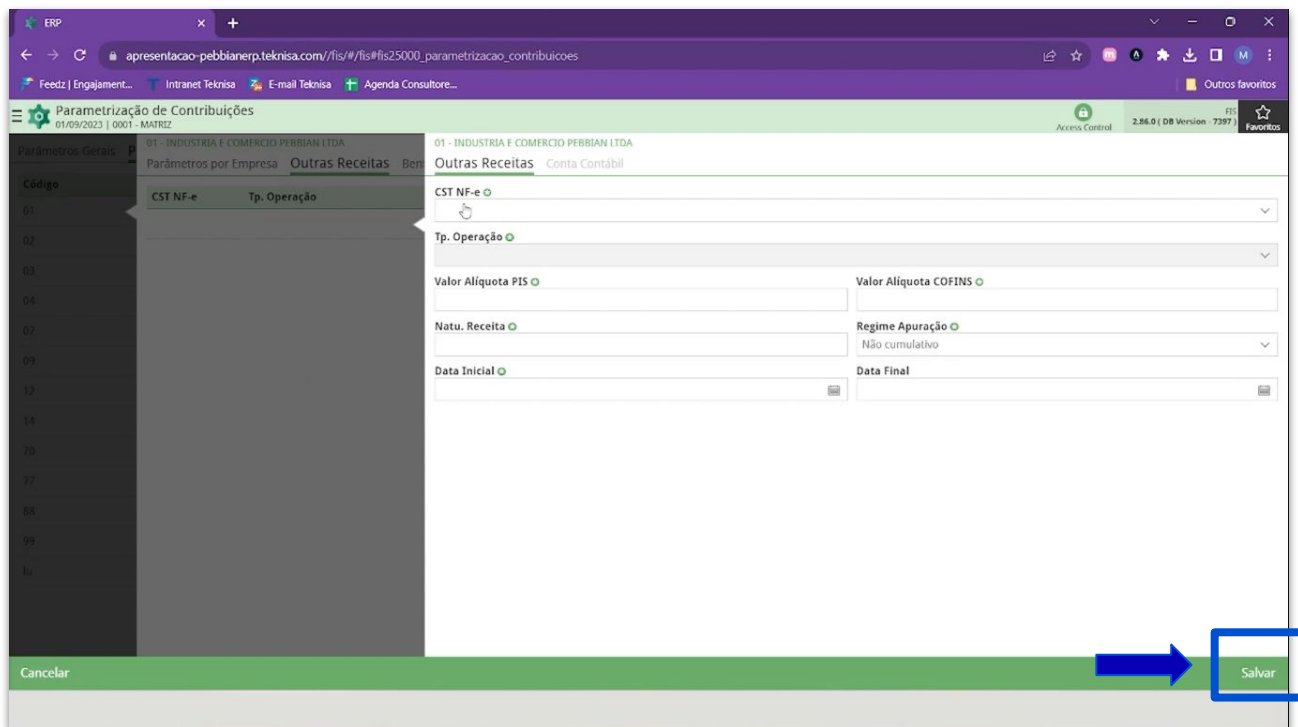 ERP
apresentacao-pebbianerp.teknisa.com//fis/#/fis#fis25000_parametrizacao_contribuicoes
M
Feedz | Engajament...
Intranet Teknisa
E-mail Teknisa
Agenda Consultore...
Outros favoritos
Parametrização de Contribuições
01/09/2023 | 0001 - MATRIZ
Access Control
FIS
2.86.0 ( DB Version - 7397 )
Favoritos
Parâmetros Gerais P
Código
01
02
03
04
07
09
12
14
70
77
88
99
01 - INDUSTRIA E COMERCIO PEBBIAN LTDA
Parâmetros por Empresa Outras Receitas Ben
CST NF-e Tp. Operação
01 - INDUSTRIA E COMERCIO PEBBIAN LTDA
Outras Receitas Conta Contábil
CST NF-e
Tp. Operação
Valor Alíquota PIS
Valor Alíquota COFINS
Natu. Receita
Regime Apuração
Não cumulativo
Data Inicial
Data Final
Cancelar
Salvar